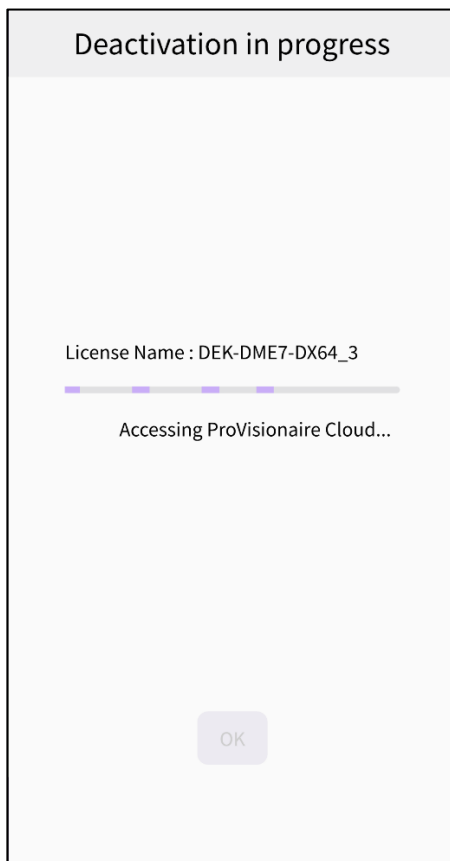 Deactivation in progress
License Name : DEK-DME7-DX64_3
Accessing ProVisionaire Cloud...
OK